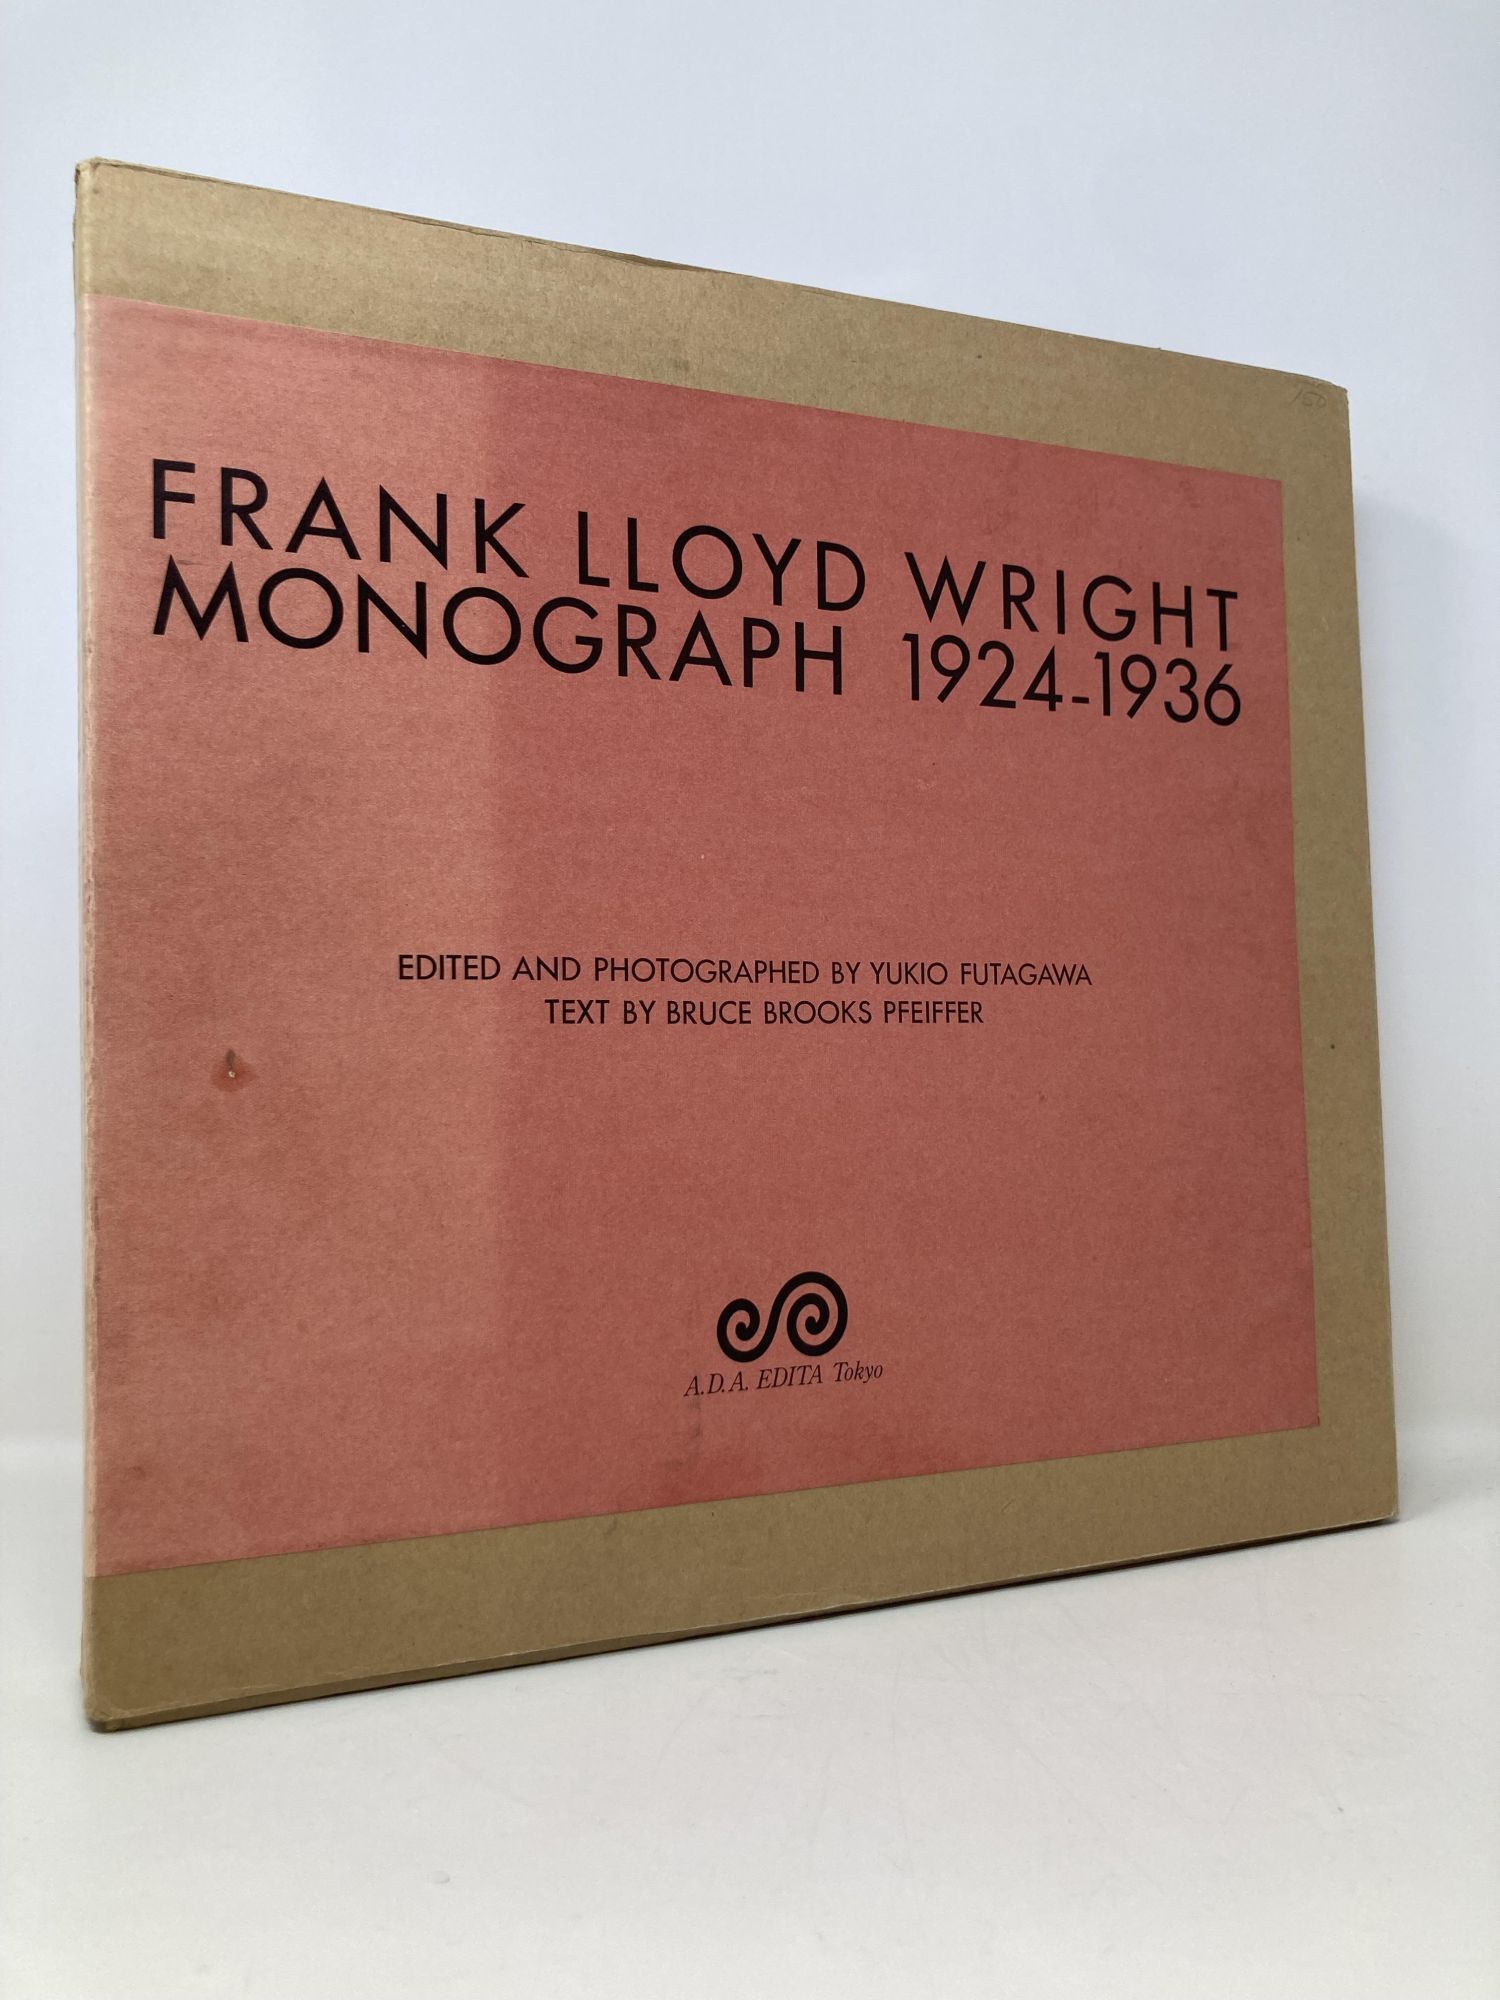 150
FRANK LLOYD WRIGHT
MONOGRAPH 1924-1936
EDITED AND PHOTOGRAPHED BY YUKIO FUTAGAWA
TEXT BY BRUCE BROOKS PFEIFFER
A.D.A. EDITA Tokyo